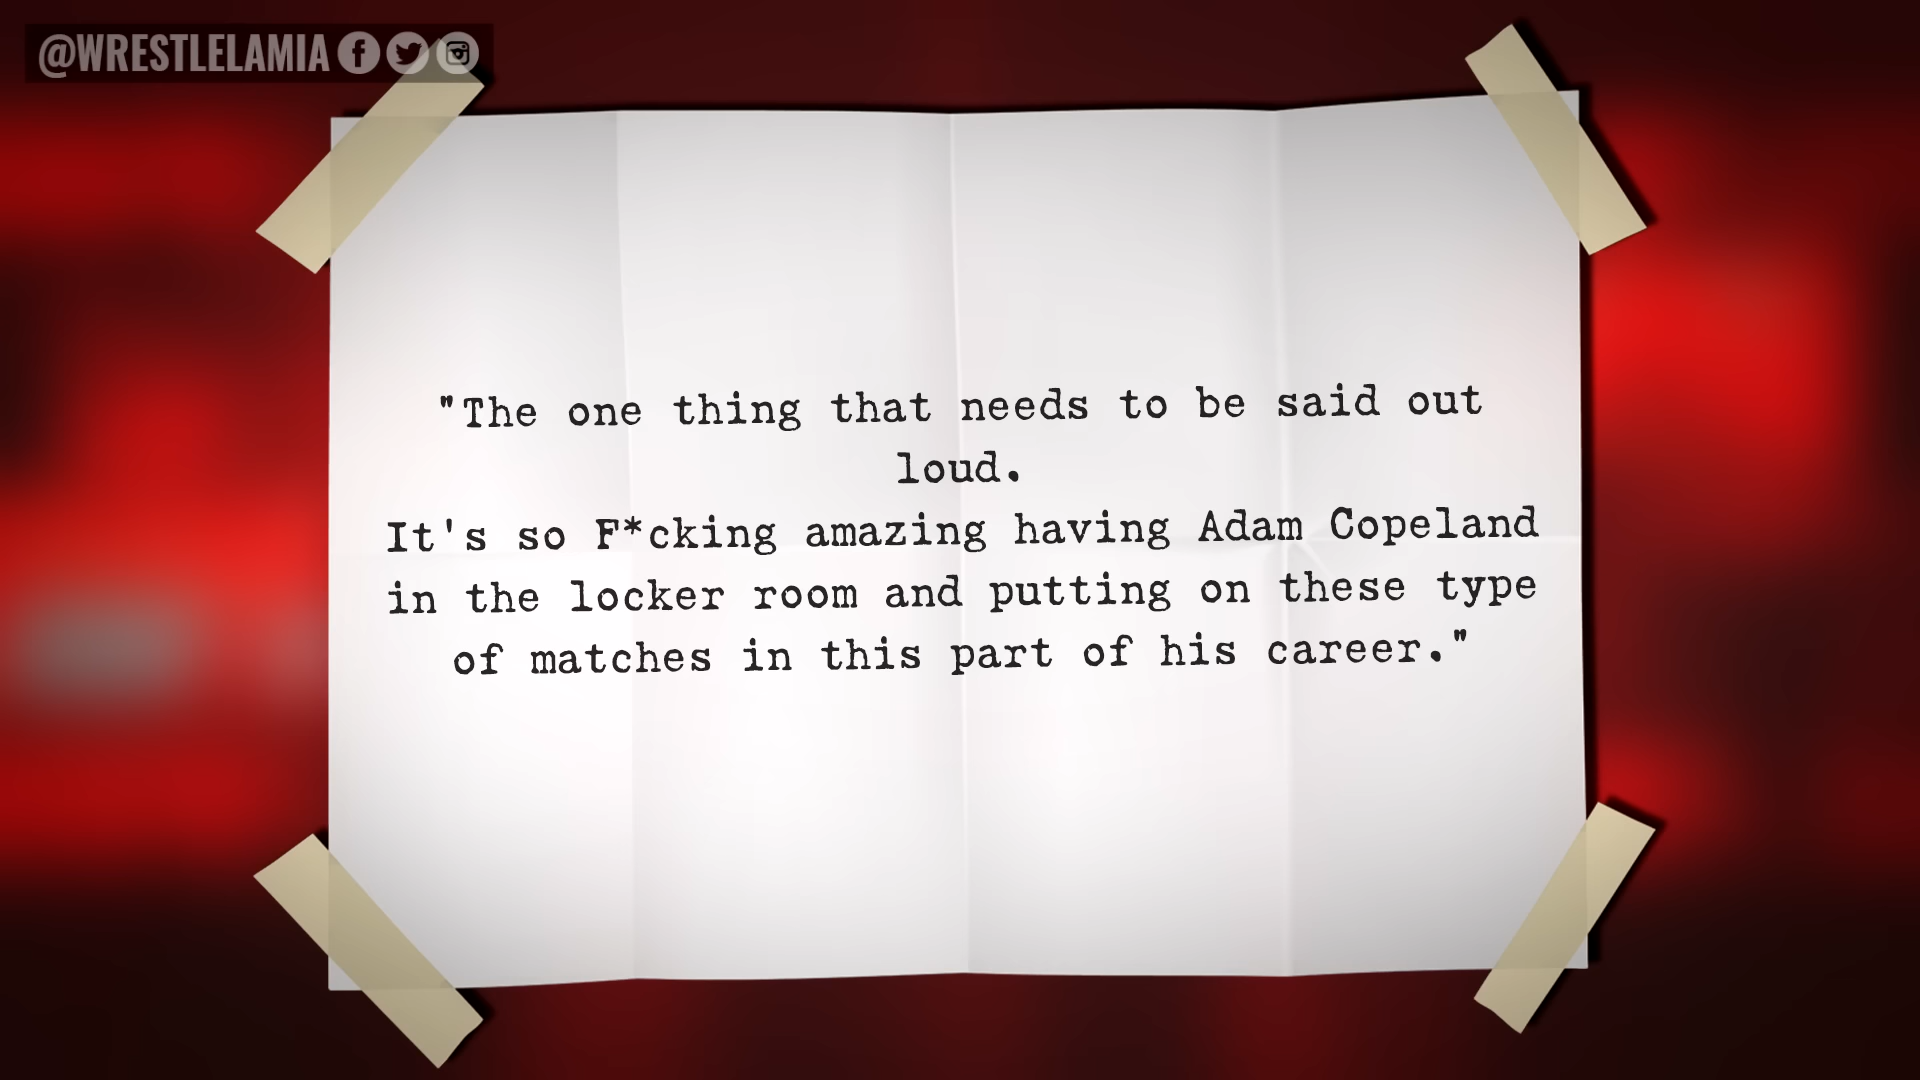 @WRESTLELAMIA
"The one thing that needs to be said out
loud.
It's so F*cking amazing having Adam Copeland
in the locker room and putting on these type
of matches in this part of his career."